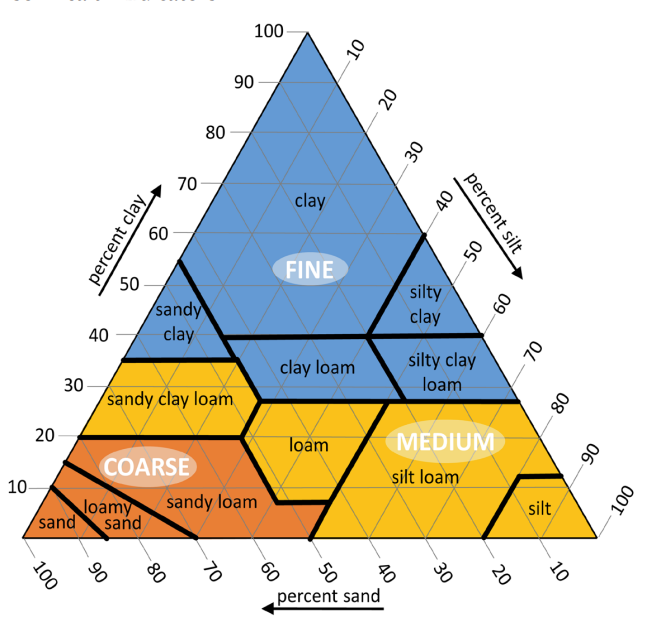 100
90
80
70
60
50
40
30
20
10
10
20
30
40
50
60
70
80
90
100
percent clay
percent silt
clay
FINE
silty
clay
sandy
clay
clay loam
silty clay
loam
sandy clay loam
loam
MEDIUM
silt loam
COARSE
sandy loam
loamy
sand
sand
silt
100
90
80
70
60
50
40
30
20
10
percent sand